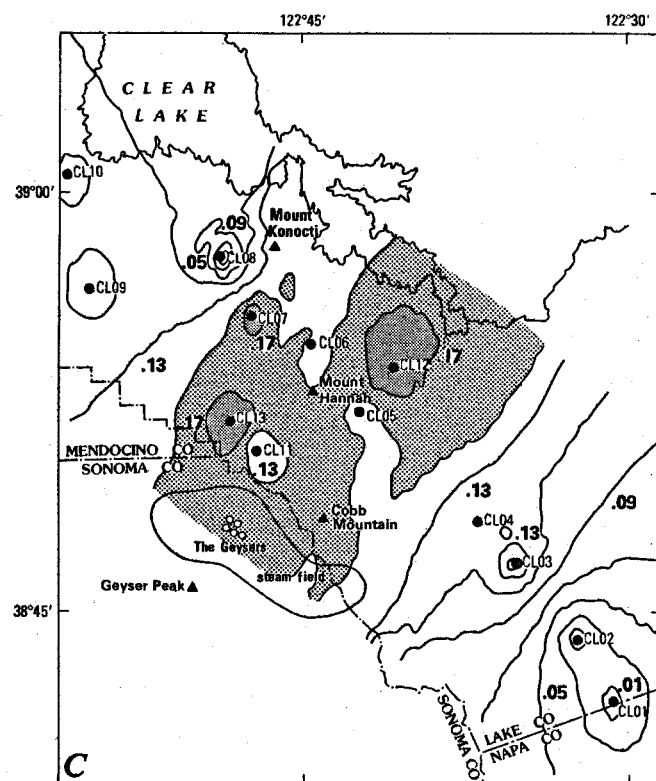 122°45'
122°30'
CLEAR
LAKE
CL10
39°00'
.09
Mount
Konocti
.05
CL08
CL09
CL07
.17
CL06
.17
CL12
.13
Mount
Hannah
.17
CL13
CL05
MENDOCINO CO
SONOMA CO
CL11
.13
.13
.09
Cobb
Mountain
CL04
.13
The Geysers
CL03
steam field
Geyser Peak
38°45'
CL02
.05
.01
CL01
SONOMA CO
LAKE CO
NAPA CO
C